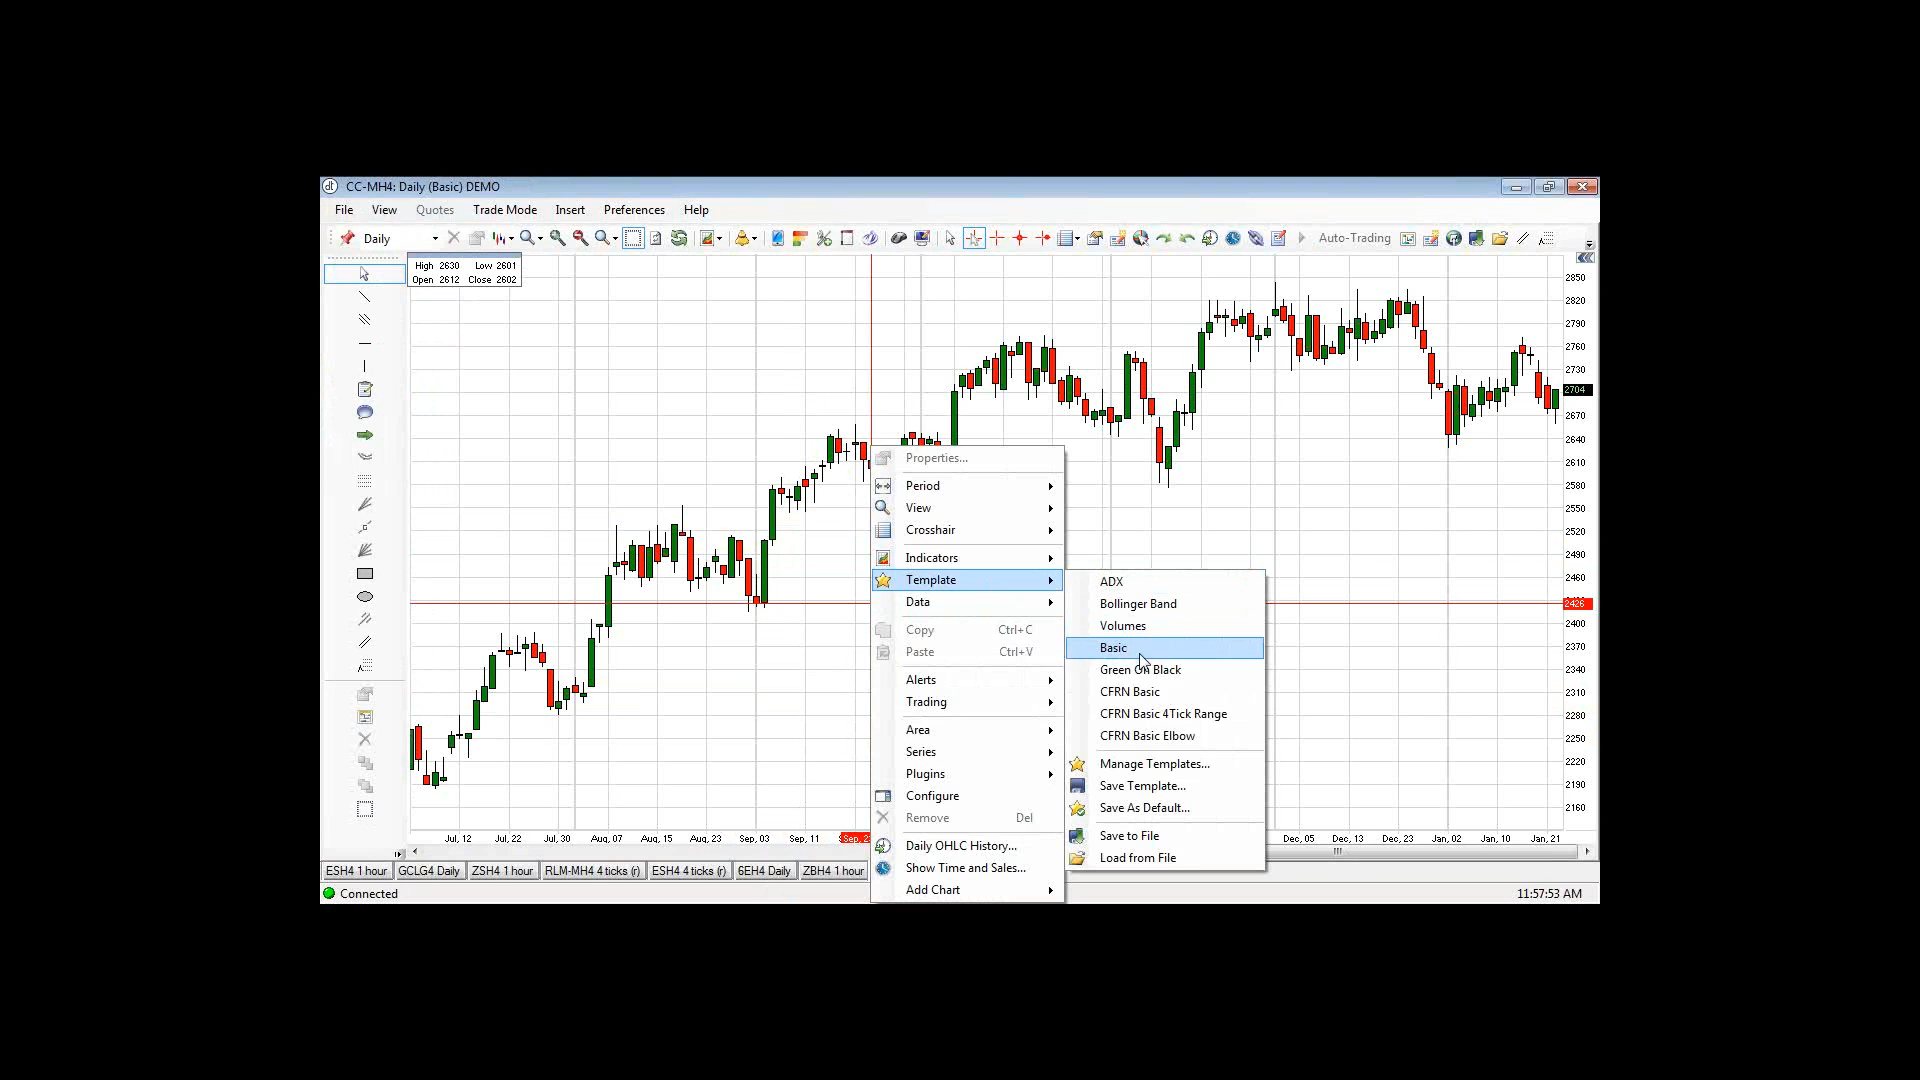 CC-MH4: Daily (Basic) DEMO
File View Quotes Trade Mode Insert Preferences Help
Daily Auto-Trading
High 2630 Low 2601
Open 2612 Close 2602
2850
2820
2790
2760
2730
2704
2670
2640
2610
2580
2550
2520
2490
2460
2426
2400
2370
2340
2310
2280
2250
2220
2190
2160
Properties...
Period
View
Crosshair
Indicators
Template
Data
Copy Ctrl+C
Paste Ctrl+V
Alerts
Trading
Area
Series
Plugins
Configure
Remove Del
Daily OHLC History...
Show Time and Sales...
Add Chart
ADX
Bollinger Band
Volumes
Basic
Green On Black
CFRN Basic
CFRN Basic 4Tick Range
CFRN Basic Elbow
Manage Templates...
Save Template...
Save As Default...
Save to File
Load from File
Jul, 12 Jul, 22 Jul, 30 Aug, 07 Aug, 15 Aug, 23 Sep, 03 Sep, 11 Dec, 05 Dec, 13 Dec, 23 Jan, 02 Jan, 10 Jan, 21
ESH4 1 hour GCLG4 Daily ZSH4 1 hour RLM-MH4 4 ticks (r) ESH4 4 ticks (r) 6EH4 Daily ZBH4 1 hour
Connected 11:57:53 AM